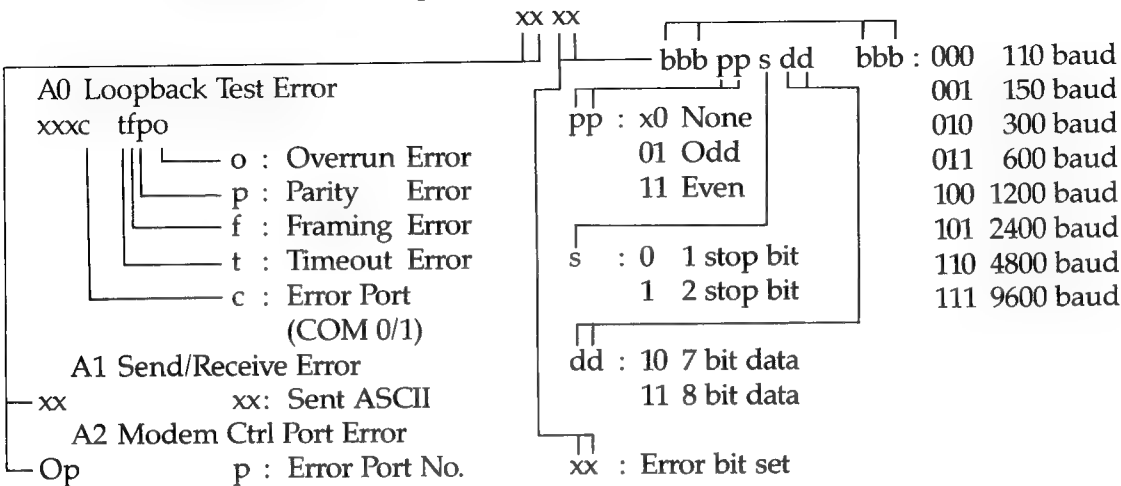 xx xx
bbb pp s dd bbb : 000 110 baud
A0 Loopback Test Error 001 150 baud
xxxc tfpo pp : x0 None 010 300 baud
o : Overrun Error 01 Odd 011 600 baud
p : Parity Error 11 Even 100 1200 baud
f : Framing Error 101 2400 baud
t : Timeout Error s : 0 1 stop bit 110 4800 baud
c : Error Port 1 2 stop bit 111 9600 baud
(COM 0/1)
A1 Send/Receive Error dd : 10 7 bit data
xx xx: Sent ASCII 11 8 bit data
A2 Modem Ctrl Port Error
Op p : Error Port No. xx : Error bit set